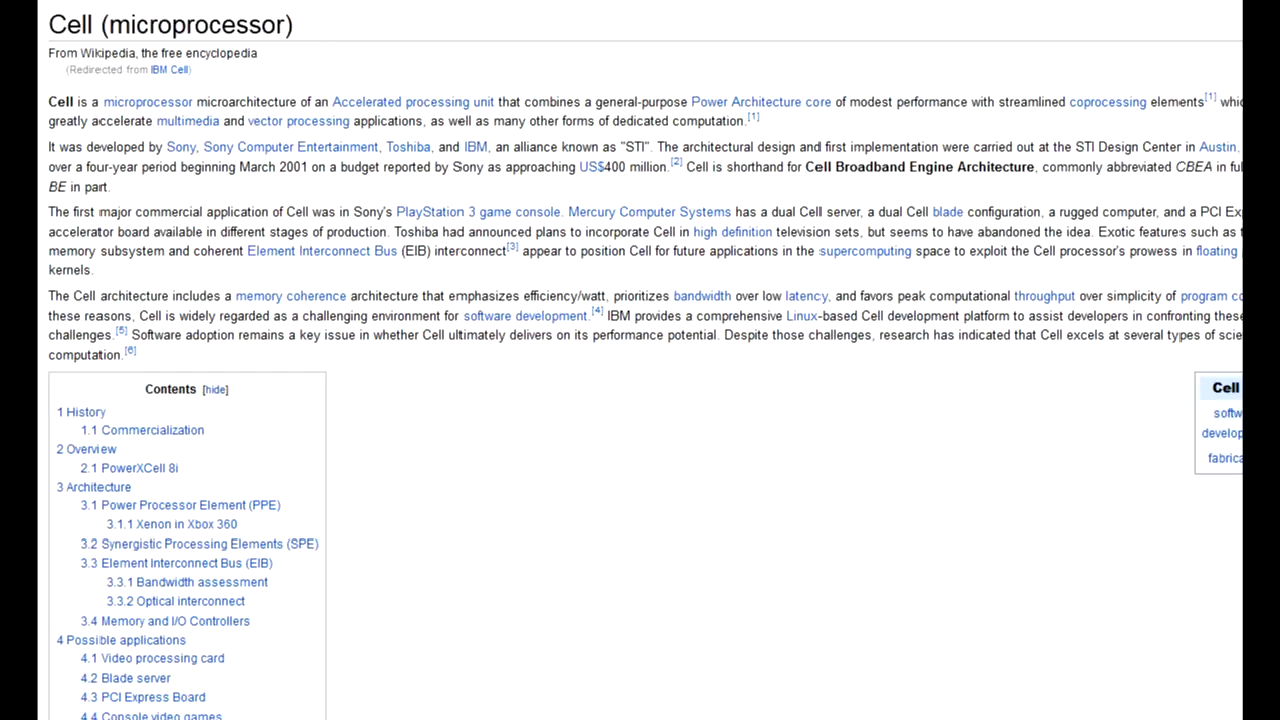 Cell (microprocessor)
From Wikipedia, the free encyclopedia
(Redirected from IBM Cell)
Cell is a microprocessor microarchitecture of an Accelerated processing unit that combines a general-purpose Power Architecture core of modest performance with streamlined coprocessing elements[1] whic
greatly accelerate multimedia and vector processing applications, as well as many other forms of dedicated computation.[1]
It was developed by Sony, Sony Computer Entertainment, Toshiba, and IBM, an alliance known as "STI". The architectural design and first implementation were carried out at the STI Design Center in Austin,
over a four-year period beginning March 2001 on a budget reported by Sony as approaching US$400 million.[2] Cell is shorthand for Cell Broadband Engine Architecture, commonly abbreviated CBEA in ful
BE in part.
The first major commercial application of Cell was in Sony's PlayStation 3 game console. Mercury Computer Systems has a dual Cell server, a dual Cell blade configuration, a rugged computer, and a PCI Ex
accelerator board available in different stages of production. Toshiba had announced plans to incorporate Cell in high definition television sets, but seems to have abandoned the idea. Exotic features such as t
memory subsystem and coherent Element Interconnect Bus (EIB) interconnect[3] appear to position Cell for future applications in the supercomputing space to exploit the Cell processor's prowess in floating
kernels.
The Cell architecture includes a memory coherence architecture that emphasizes efficiency/watt, prioritizes bandwidth over low latency, and favors peak computational throughput over simplicity of program co
these reasons, Cell is widely regarded as a challenging environment for software development.[4] IBM provides a comprehensive Linux-based Cell development platform to assist developers in confronting these
challenges.[5] Software adoption remains a key issue in whether Cell ultimately delivers on its performance potential. Despite those challenges, research has indicated that Cell excels at several types of scie
computation.[6]
Contents [hide]
1 History
1.1 Commercialization
2 Overview
2.1 PowerXCell 8i
3 Architecture
3.1 Power Processor Element (PPE)
3.1.1 Xenon in Xbox 360
3.2 Synergistic Processing Elements (SPE)
3.3 Element Interconnect Bus (EIB)
3.3.1 Bandwidth assessment
3.3.2 Optical interconnect
3.4 Memory and I/O Controllers
4 Possible applications
4.1 Video processing card
4.2 Blade server
4.3 PCI Express Board
4.4 Console video games
Cell
softw
develop
fabrica